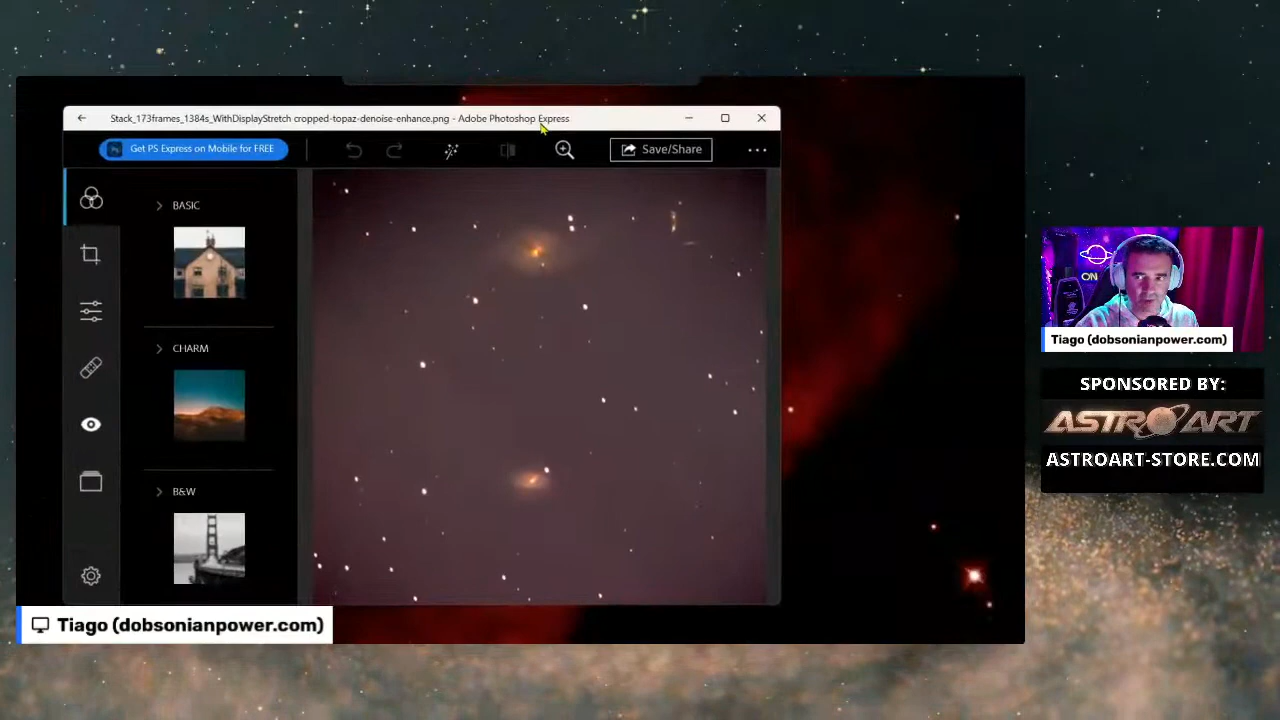 Stack_173frames_1384s_WithDisplayStretch cropped-topaz-denoise-enhance.png - Adobe Photoshop Express
Get PS Express on Mobile for FREE
Save/Share
BASIC
CHARM
B&W
Tiago (dobsonianpower.com)
ON
Tiago (dobsonianpower.com)
SPONSORED BY:
ASTROART
ASTROART-STORE.COM